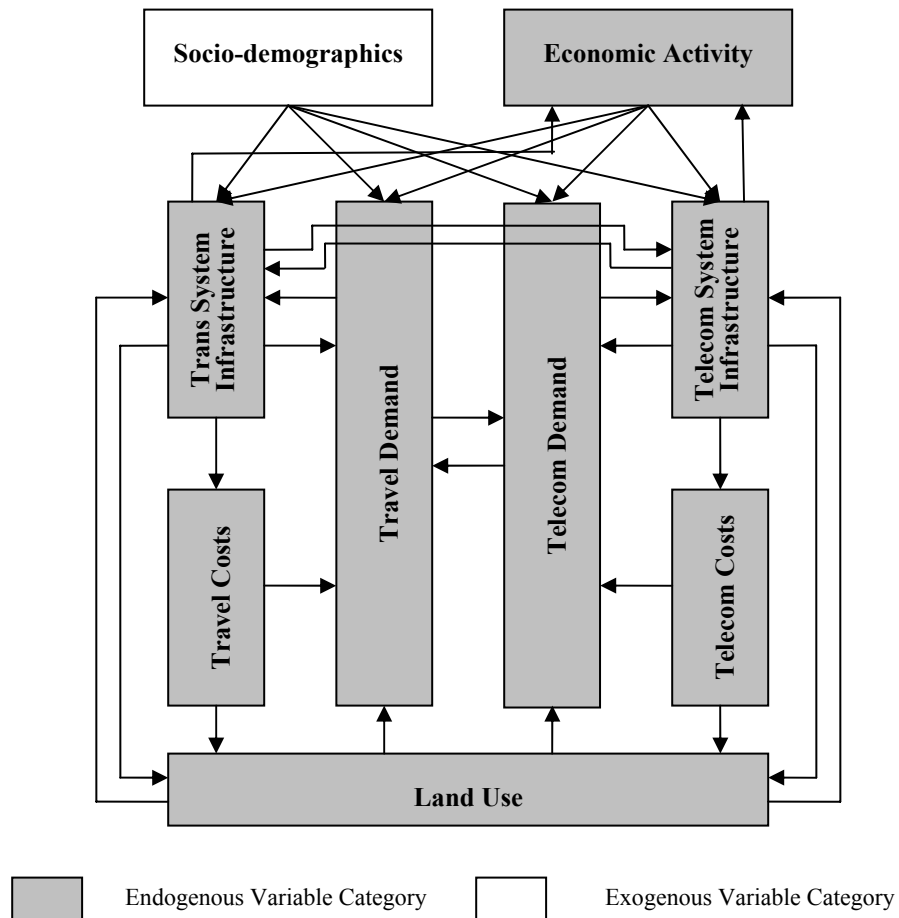 Socio-demographics
Economic Activity
Trans System
Infrastructure
Travel Demand
Telecom Demand
Telecom System
Infrastructure
Travel Costs
Telecom Costs
Land Use
Endogenous Variable Category
Exogenous Variable Category